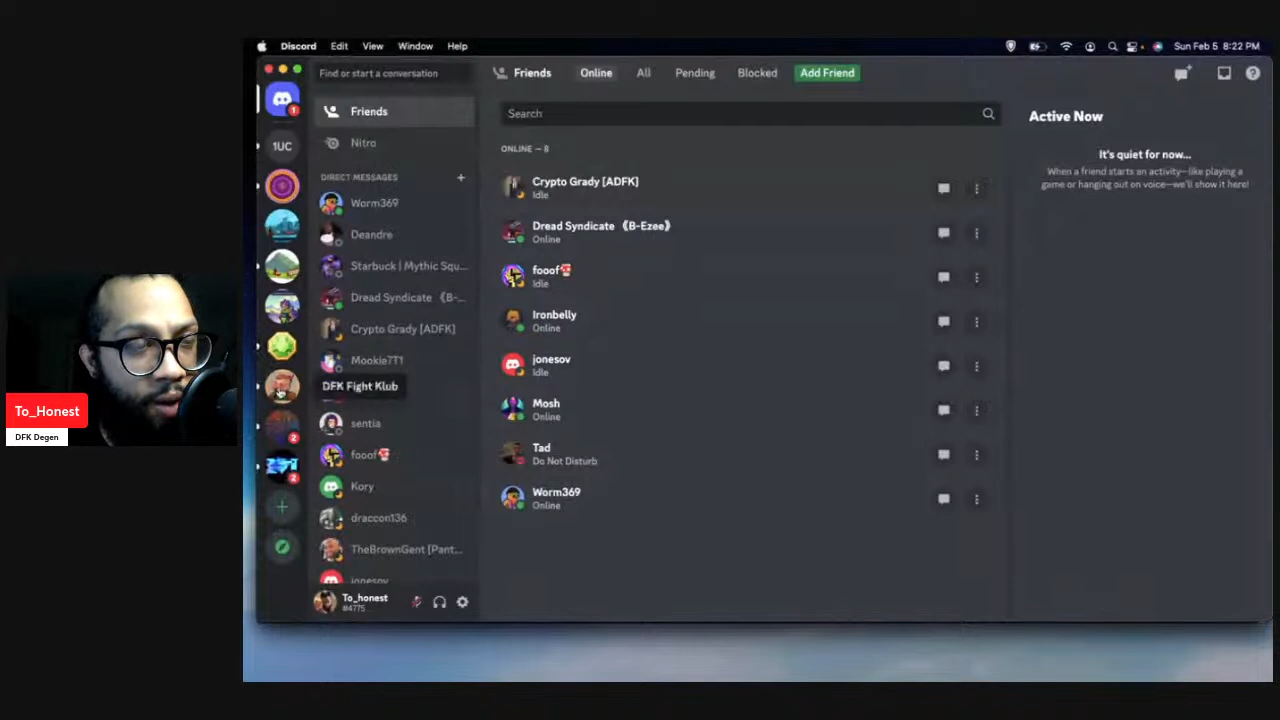 Discord Edit View Window Help
Sun Feb 5 8:22 PM
Find or start a conversation
Friends
Online
All
Pending
Blocked
Add Friend
1
Friends
Nitro
DIRECT MESSAGES
1UC
Worm369
Deandre
Starbuck | Mythic Squ...
Dread Syndicate 《B-...
Crypto Grady [ADFK]
Mookie7T1
DFK Fight Klub
sentia
fooof
Kory
draccon136
TheBrownGent [Pant...
jonesov
2
2
To_honest
#4775
Search
ONLINE — 8
Crypto Grady [ADFK]
Idle
Dread Syndicate 《B-Ezee》
Online
fooof
Idle
Ironbelly
Online
jonesov
Idle
Mosh
Online
Tad
Do Not Disturb
Worm369
Online
Active Now
It's quiet for now...
When a friend starts an activity—like playing a
game or hanging out on voice—we'll show it here!
To_Honest
DFK Degen